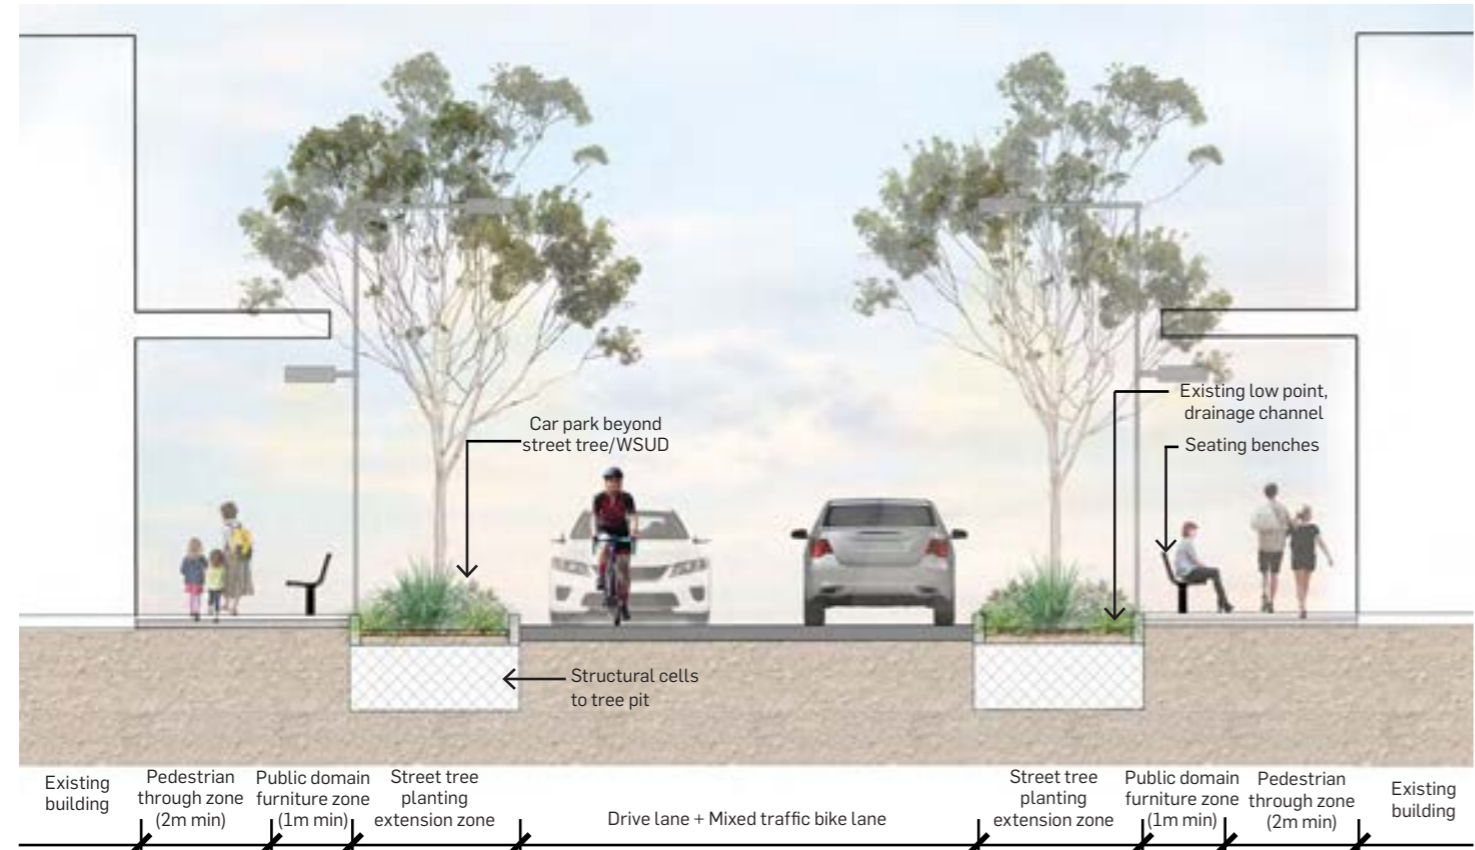 Car park beyond
street tree/WSUD
Existing low point,
drainage channel
Seating benches
Structural cells
to tree pit
Existing
building
Pedestrian
through zone
(2m min)
Public domain
furniture zone
(1m min)
Street tree
planting
extension zone
Drive lane + Mixed traffic bike lane
Street tree
planting
extension zone
Public domain
furniture zone
(1m min)
Pedestrian
through zone
(2m min)
Existing
building